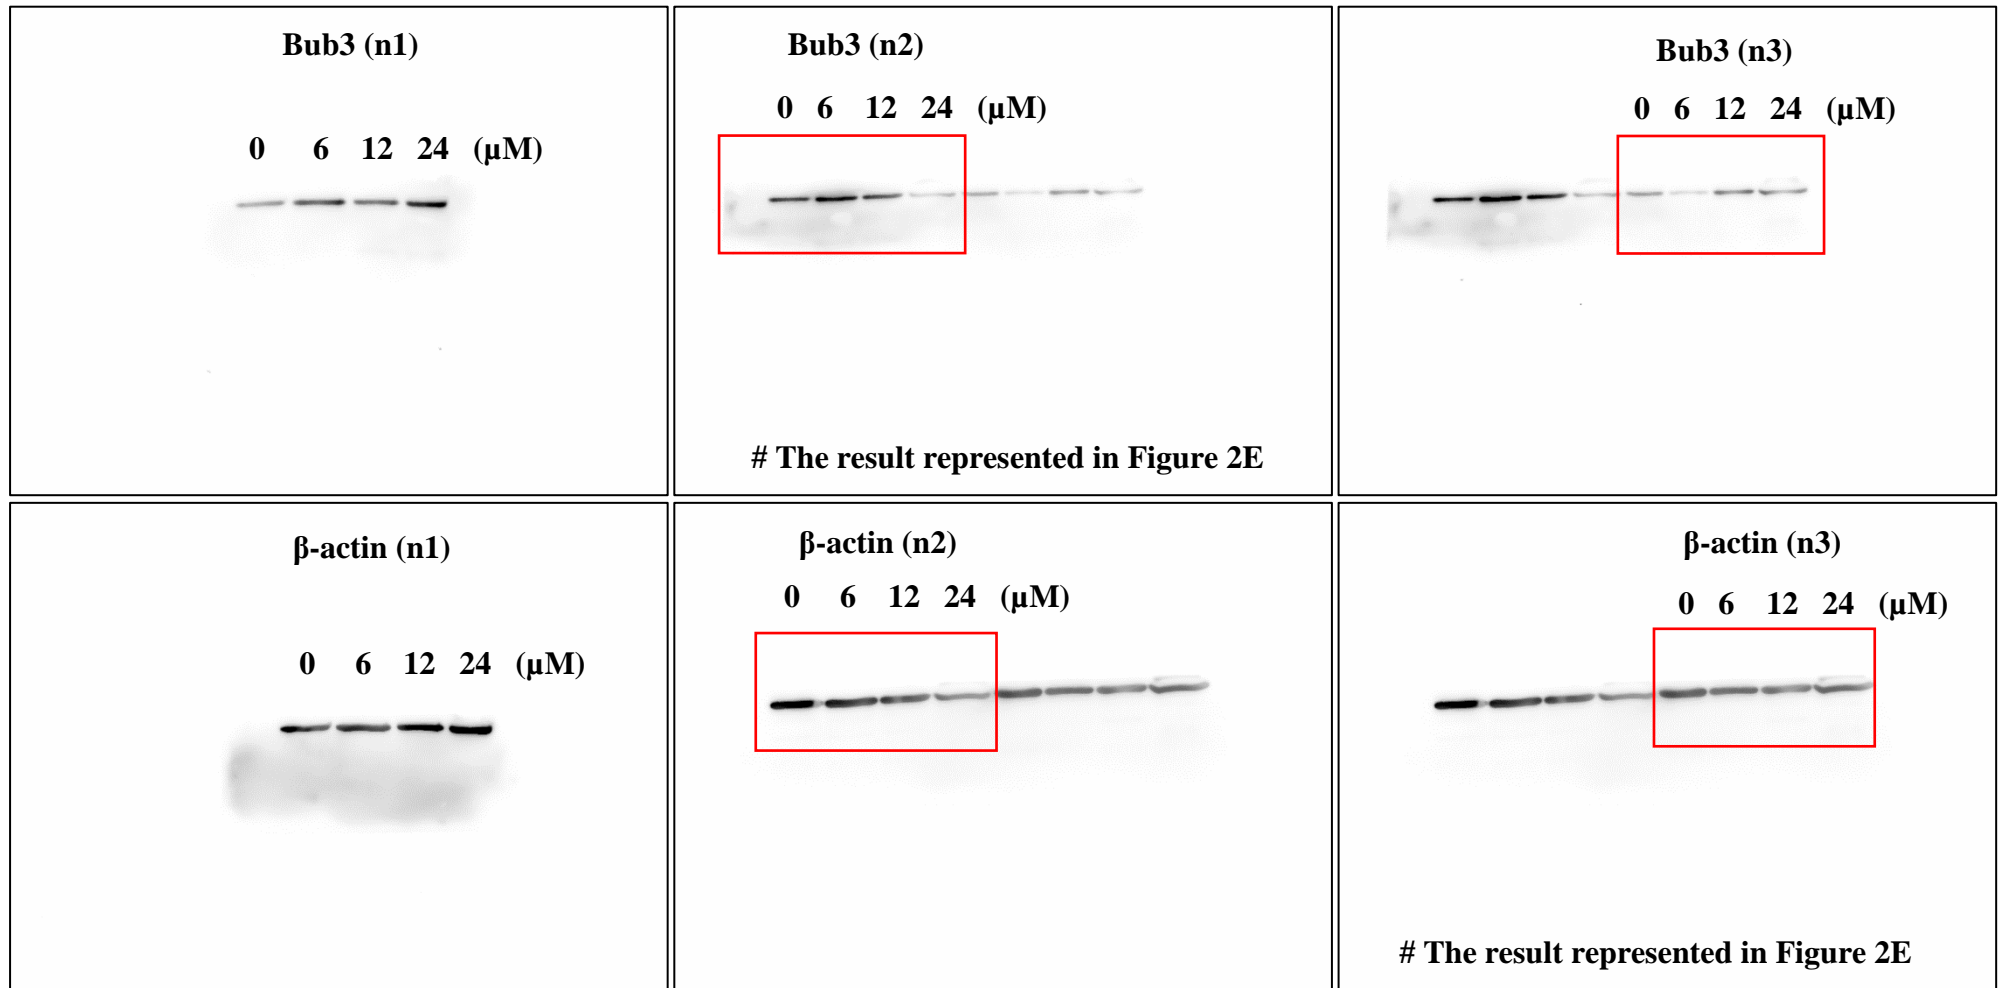 Bub3 (n1)
0 6 12 24 (µM)
Bub3 (n2)
0 6 12 24 (µM)
# The result represented in Figure 2E
Bub3 (n3)
0 6 12 24 (µM)
β-actin (n1)
0 6 12 24 (µM)
β-actin (n2)
0 6 12 24 (µM)
β-actin (n3)
0 6 12 24 (µM)
# The result represented in Figure 2E